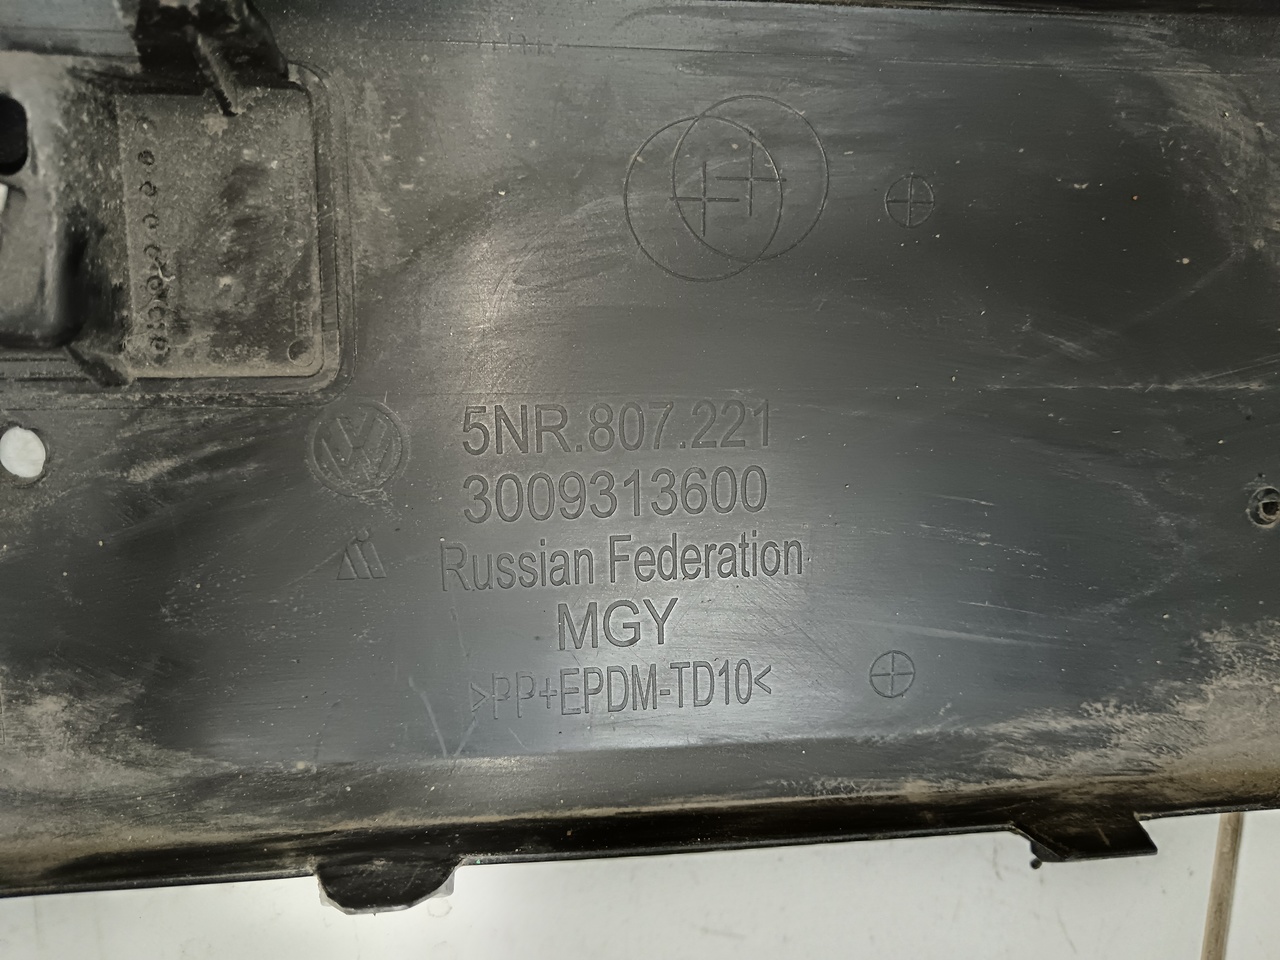 5NR.807.221
3009313600
Russian Federation
MGY
>PP+EPDM-TD10<